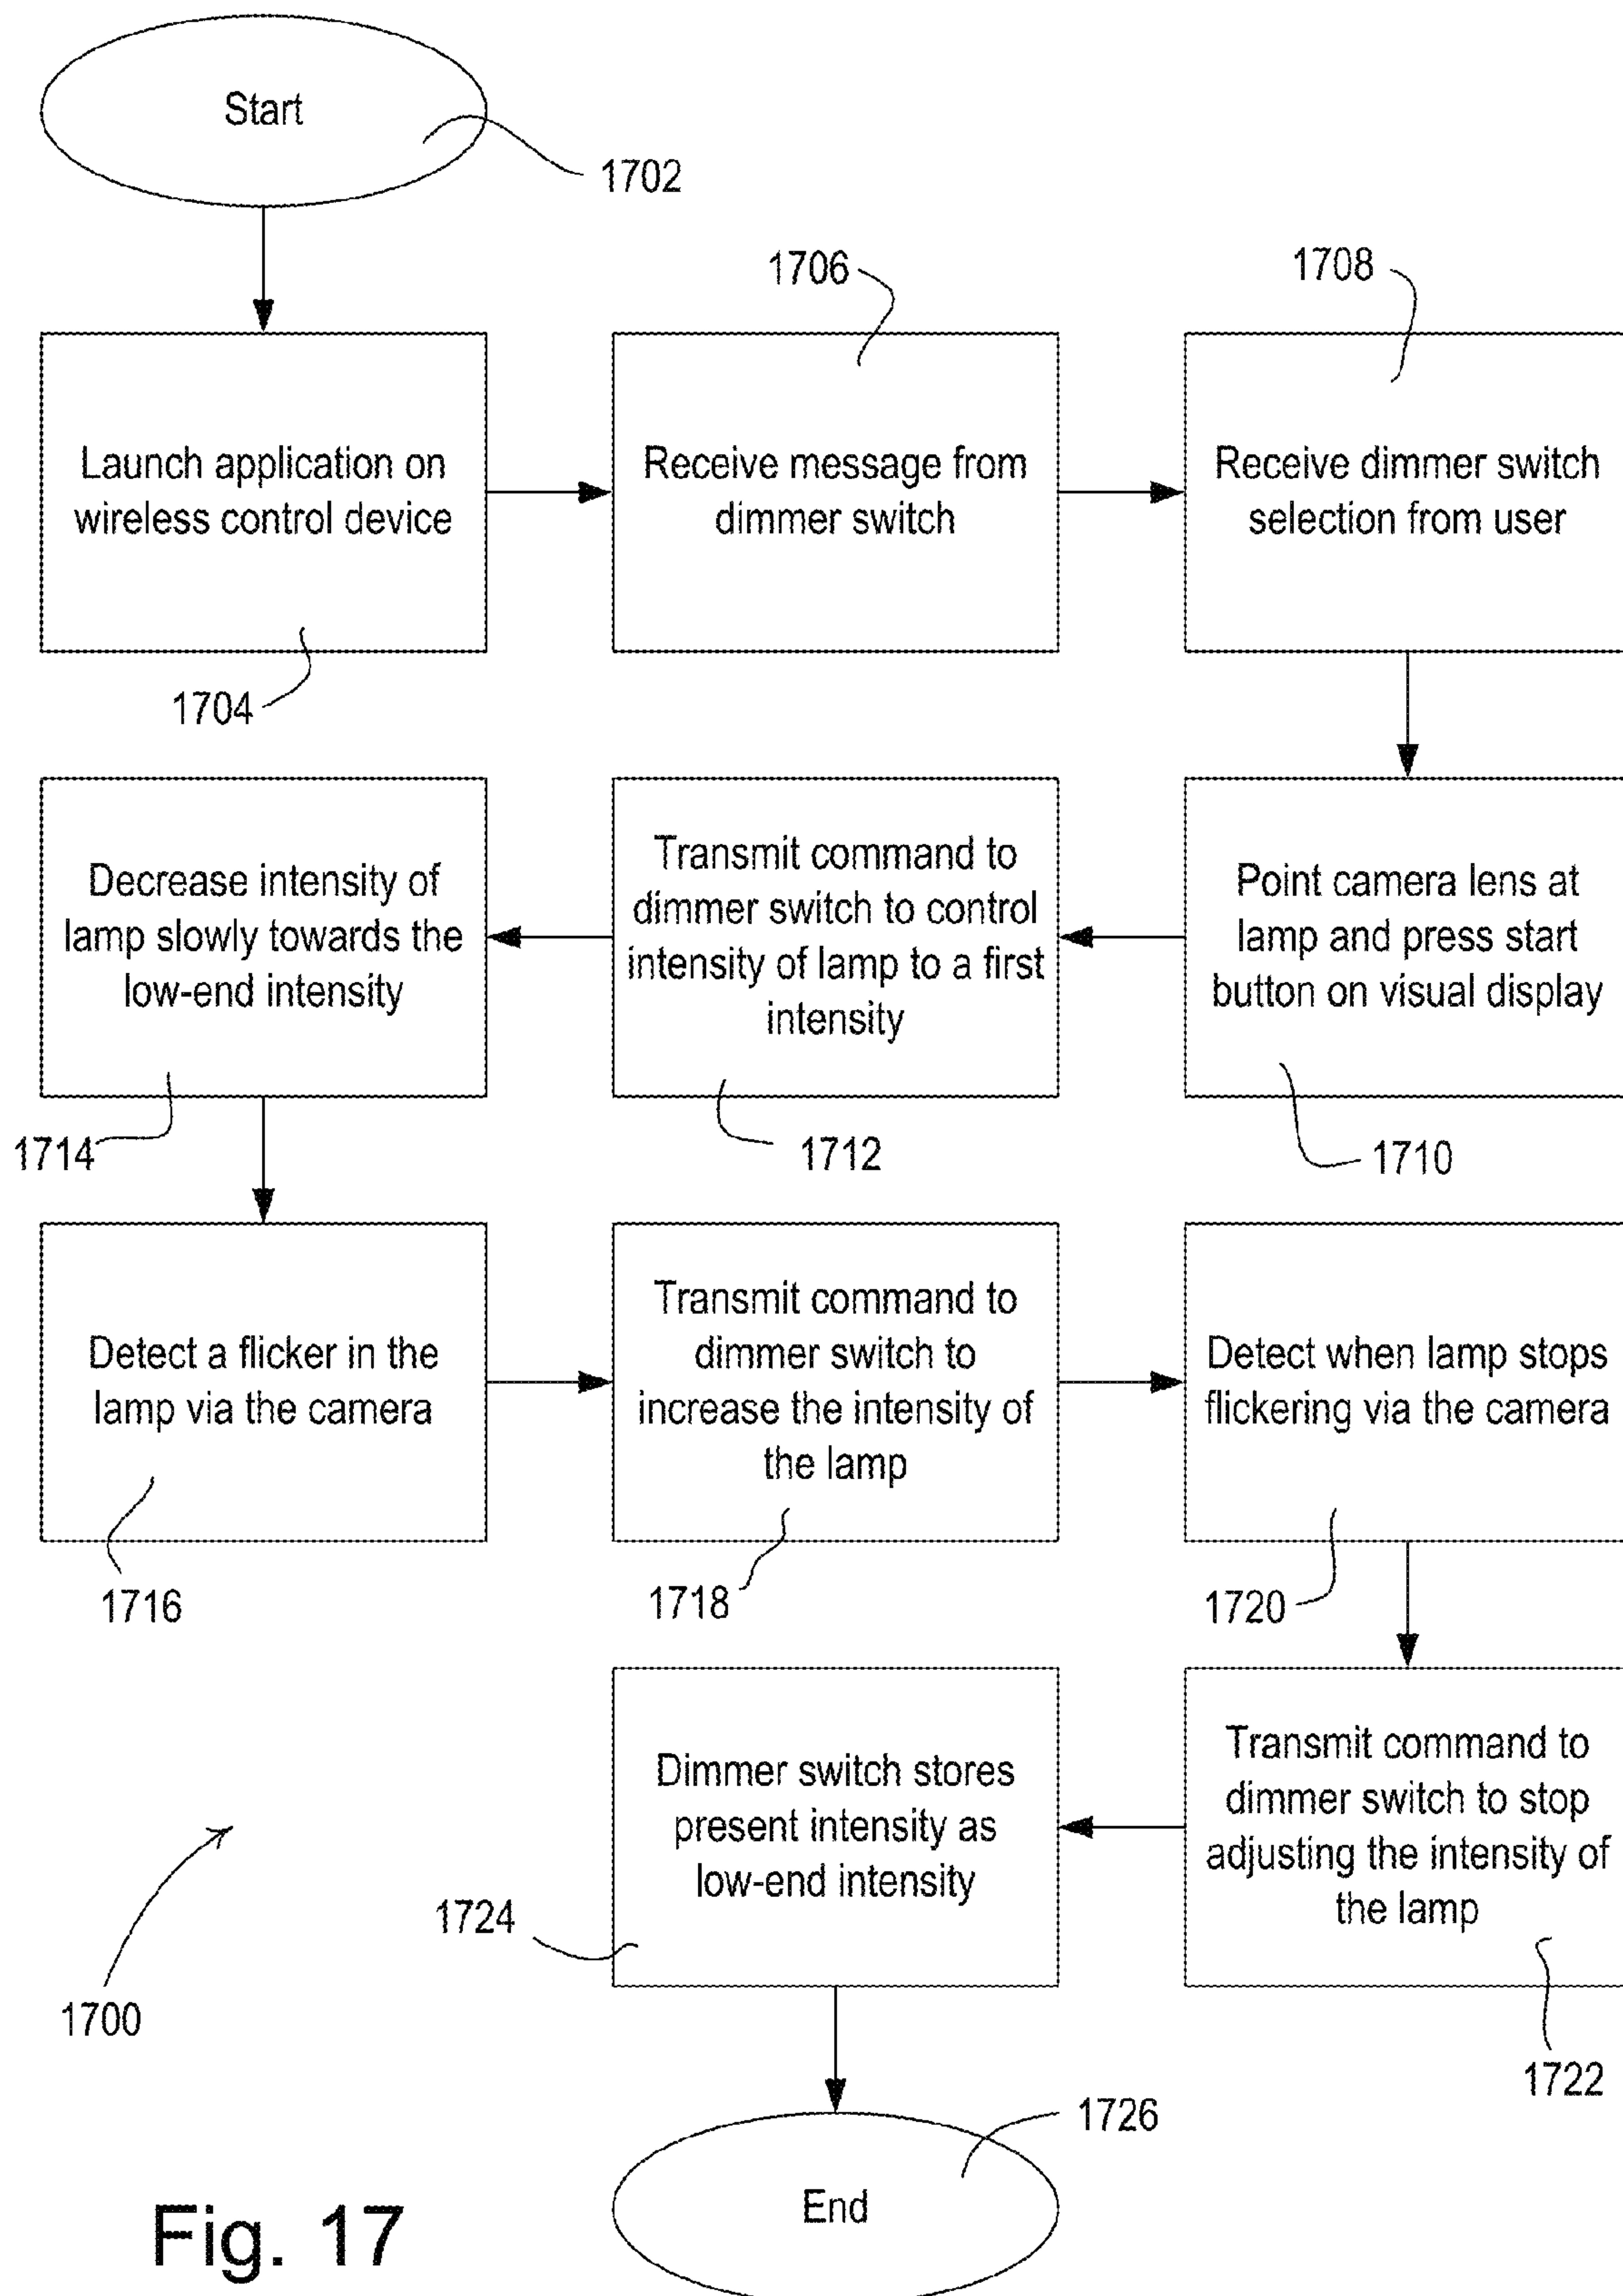 Start
1702
1706
1708
Launch application on
wireless control device
1704
Receive message from
dimmer switch
Receive dimmer switch
selection from user
Point camera lens at
lamp and press start
button on visual display
1710
Transmit command to
dimmer switch to control
intensity of lamp to a first
intensity
1712
Decrease intensity of
lamp slowly towards the
low-end intensity
1714
Detect a flicker in the
lamp via the camera
1716
Transmit command to
dimmer switch to
increase the intensity of
the lamp
1718
Detect when lamp stops
flickering via the camera
1720
Transmit command to
dimmer switch to stop
adjusting the intensity of
the lamp
1722
Dimmer switch stores
present intensity as
low-end intensity
1724
1700
1726
End
Fig. 17